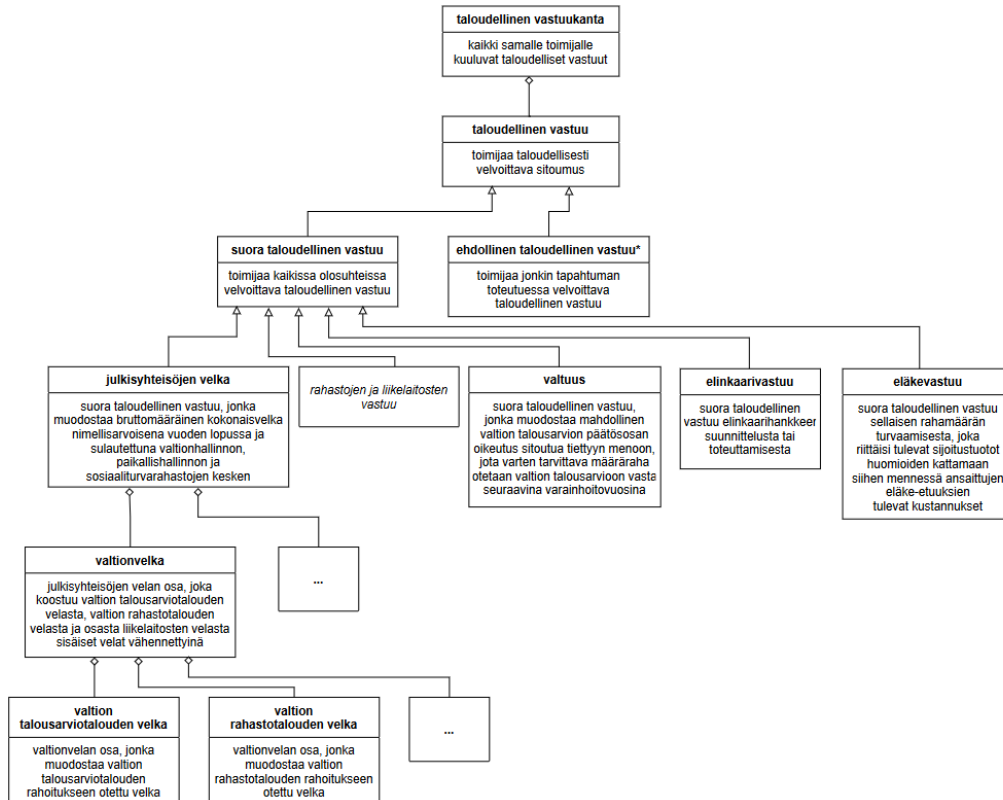 taloudellinen vastuukanta
kaikki samalle toimijalle
kuuluvat taloudelliset vastuut
taloudellinen vastuu
toimijaa taloudellisesti
velvoittava sitoumus
suora taloudellinen vastuu
toimijaa kaikissa olosuhteissa
velvoittava taloudellinen vastuu
ehdollinen taloudellinen vastuu*
toimijaa jonkin tapahtuman
toteutuessa velvoittava
taloudellinen vastuu
julkisyhteisöjen velka
suora taloudellinen vastuu, jonka
muodostaa bruttomääräinen kokonaisvelka
nimellisarvoisena vuoden lopussa ja
sulautettuna valtionhallinnon,
paikallishallinnon ja
sosiaaliturvarahastojen kesken
rahastojen ja liikelaitosten
vastuu
valtuus
suora taloudellinen vastuu,
jonka muodostaa mahdollinen
valtion talousarvion päätösosan
oikeutus sitoutua tiettyyn menoon,
jota varten tarvittava määräraha
otetaan valtion talousarvioon vasta
seuraavina varainhoitovuosina
elinkaarivastuu
suora taloudellinen
vastuu elinkaarihankkeer
suunnittelusta tai
toteuttamisesta
eläkevastuu
suora taloudellinen vastuu
sellaisen rahamäärän
turvaamisesta, joka
riittäisi tulevat sijoitustuotot
huomioiden kattamaan
siihen mennessä ansaittujen
eläke-etuuksien
tulevat kustannukset
valtionvelka
julkisyhteisöjen velan osa, joka
koostuu valtion talousarviotalouden
velasta, valtion rahastotalouden
velasta ja osasta liikelaitosten velasta
sisäiset velat vähennettyinä
...
valtion
talousarviotalouden velka
valtionvelan osa, jonka
muodostaa valtion
talousarviotalouden
rahoitukseen otettu velka
valtion
rahastotalouden velka
valtionvelan osa, jonka
muodostaa valtion
rahastotalouden rahoitukseen
otettu velka
...